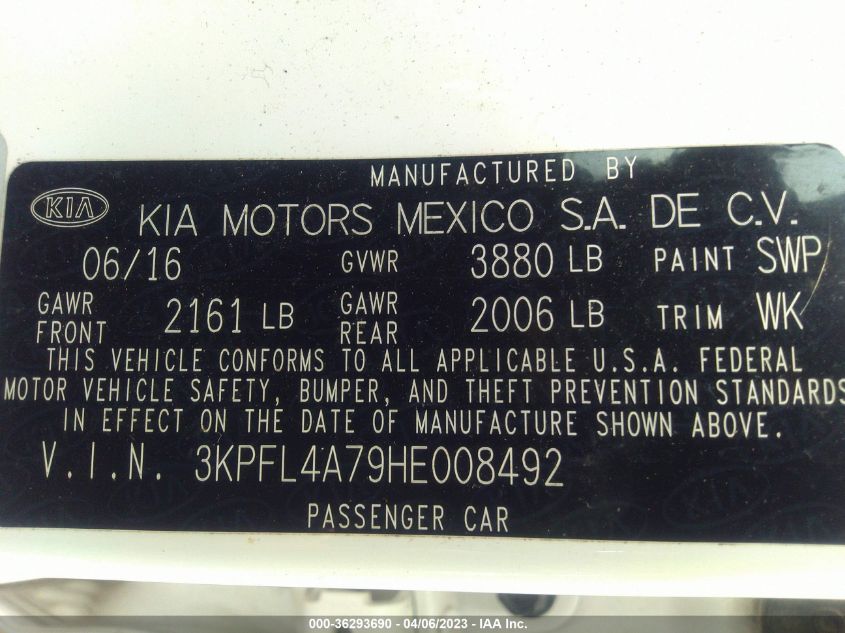 MANUFACTURED BY
KIA KIA MOTORS MEXICO S.A. DE C.V.
06/16 GVWR 3880 LB PAINT SWP
GAWR FRONT 2161 LB GAWR REAR 2006 LB TRIM WK
THIS VEHICLE CONFORMS TO ALL APPLICABLE U.S.A. FEDERAL
MOTOR VEHICLE SAFETY, BUMPER, AND THEFT PREVENTION STANDARDS
IN EFFECT ON THE DATE OF MANUFACTURE SHOWN ABOVE.
V.I.N. 3KPFL4A79HE008492
PASSENGER CAR
000-36293690 - 04/06/2023 - IAA Inc.